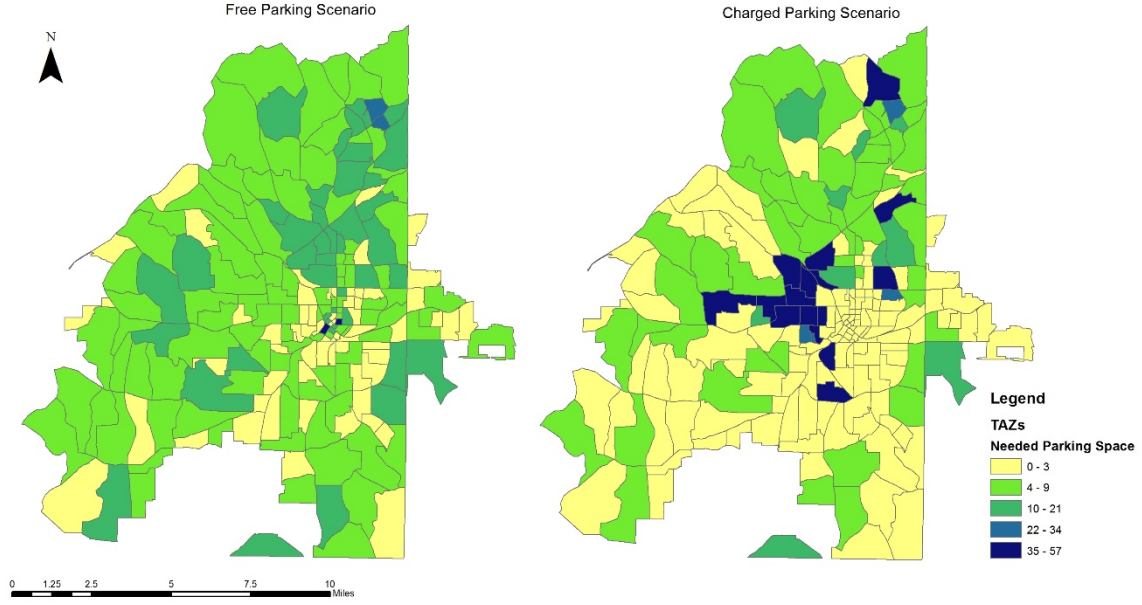 Free Parking Scenario
Charged Parking Scenario
N
Legend
TAZs
Needed Parking Space
0 - 3
4 - 9
10 - 21
22 - 34
35 - 57
0 1.25 2.5 5 7.5 10
Miles